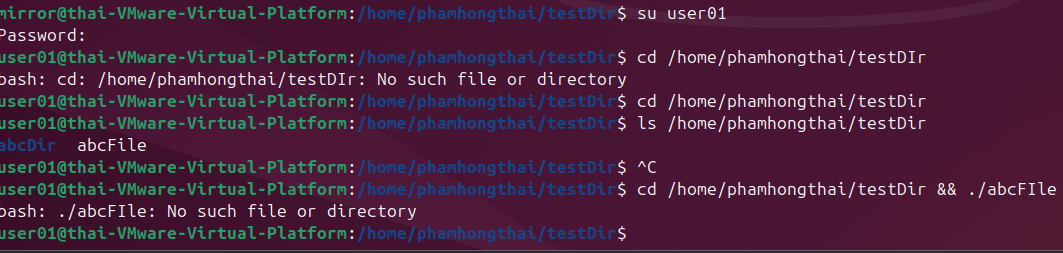 mirror@thai-VMware-Virtual-Platform:/home/phamhongthai/testDir$ su user01
Password:
user01@thai-VMware-Virtual-Platform:/home/phamhongthai/testDir$ cd /home/phamhongthai/testDIr
bash: cd: /home/phamhongthai/testDIr: No such file or directory
user01@thai-VMware-Virtual-Platform:/home/phamhongthai/testDir$ cd /home/phamhongthai/testDir
user01@thai-VMware-Virtual-Platform:/home/phamhongthai/testDir$ ls /home/phamhongthai/testDir
abcDir  abcFile
user01@thai-VMware-Virtual-Platform:/home/phamhongthai/testDir$ ^C
user01@thai-VMware-Virtual-Platform:/home/phamhongthai/testDir$ cd /home/phamhongthai/testDir && ./abcFIle
bash: ./abcFIle: No such file or directory
user01@thai-VMware-Virtual-Platform:/home/phamhongthai/testDir$